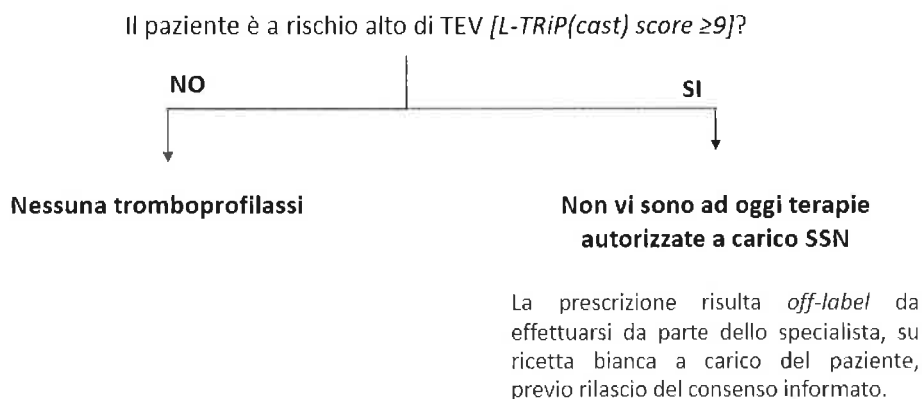 Il paziente è a rischio alto di TEV [L-TRiP(cast) score ≥9]?
NO
SI
Nessuna tromboprofilassi
Non vi sono ad oggi terapie
autorizzate a carico SSN
La prescrizione risulta off-label da
effettuarsi da parte dello specialista, su
ricetta bianca a carico del paziente,
previo rilascio del consenso informato.